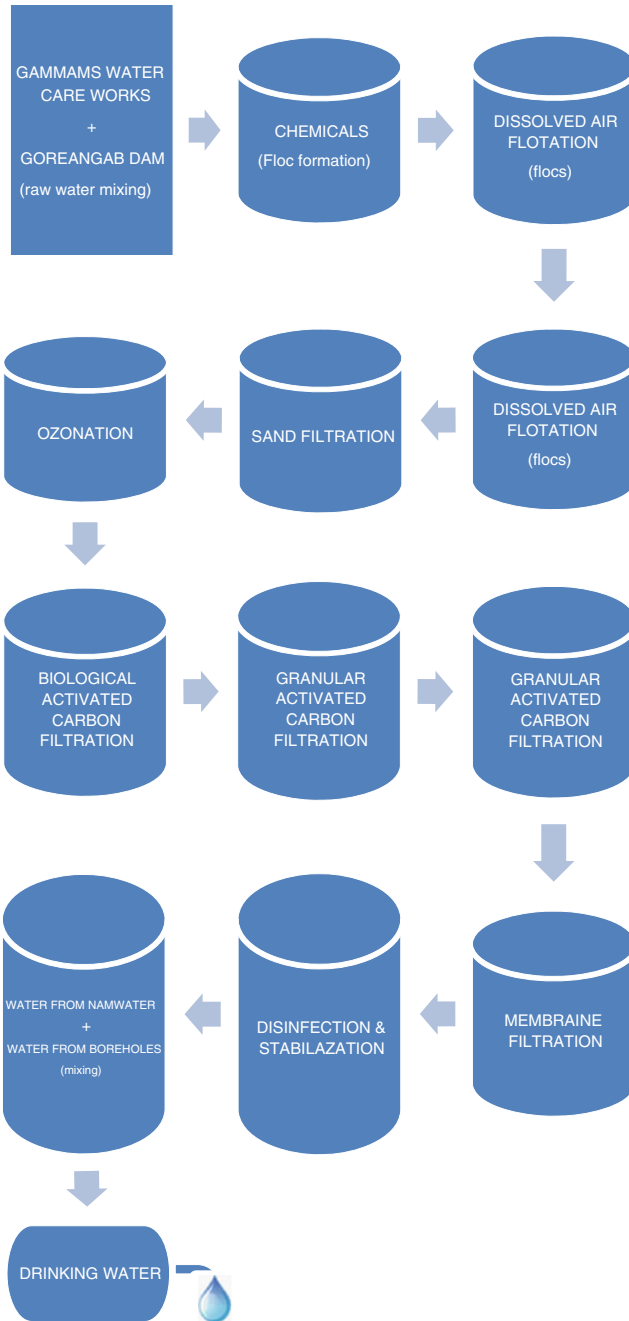 GAMMAMS WATER
CARE WORKS
+
GOREANGAB DAM
(raw water mixing)
CHEMICALS
(Floc formation)
DISSOLVED AIR
FLOTATION
(flocs)
DISSOLVED AIR
FLOTATION
(flocs)
SAND FILTRATION
OZONATION
BIOLOGICAL
ACTIVATED
CARBON
FILTRATION
GRANULAR
ACTIVATED
CARBON
FILTRATION
GRANULAR
ACTIVATED
CARBON
FILTRATION
MEMBRAINE
FILTRATION
DISINFECTION &
STABILAZATION
WATER FROM NAMWATER
+
WATER FROM BOREHOLES
(mixing)
DRINKING WATER